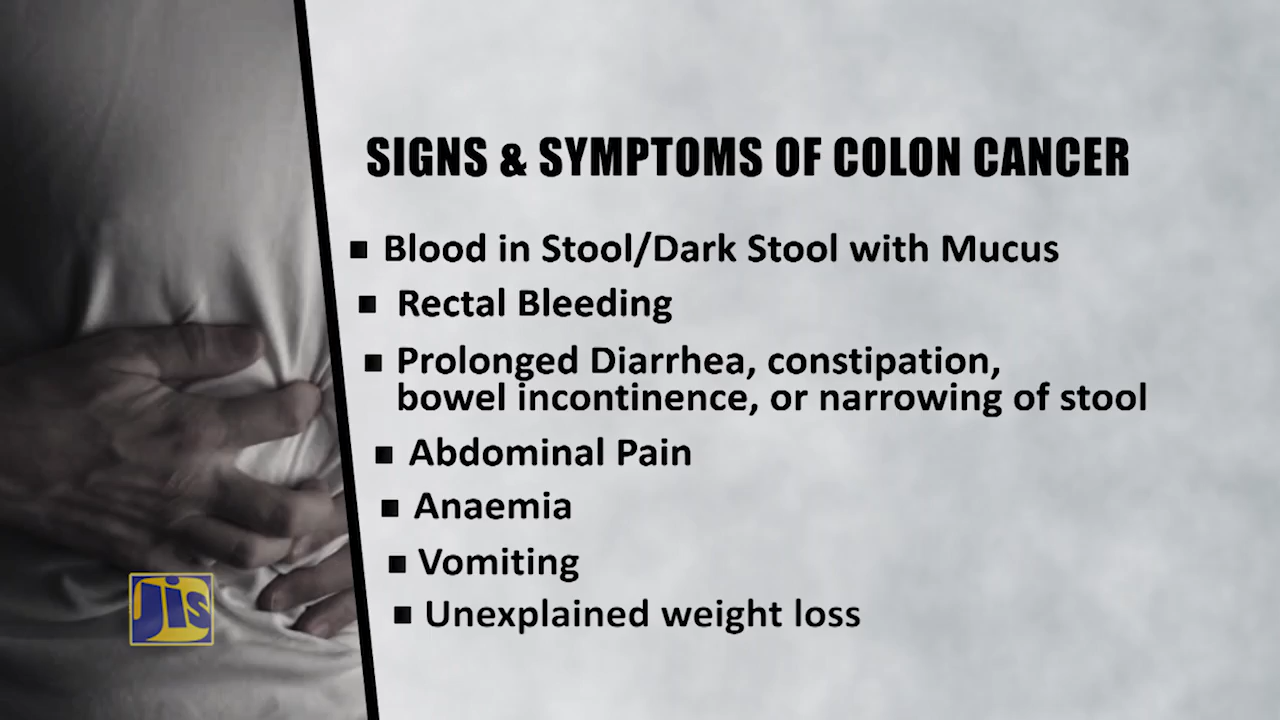 SIGNS & SYMPTOMS OF COLON CANCER
Blood in Stool/Dark Stool with Mucus
Rectal Bleeding
Prolonged Diarrhea, constipation,
bowel incontinence, or narrowing of stool
Abdominal Pain
Anaemia
Vomiting
Unexplained weight loss
Jis